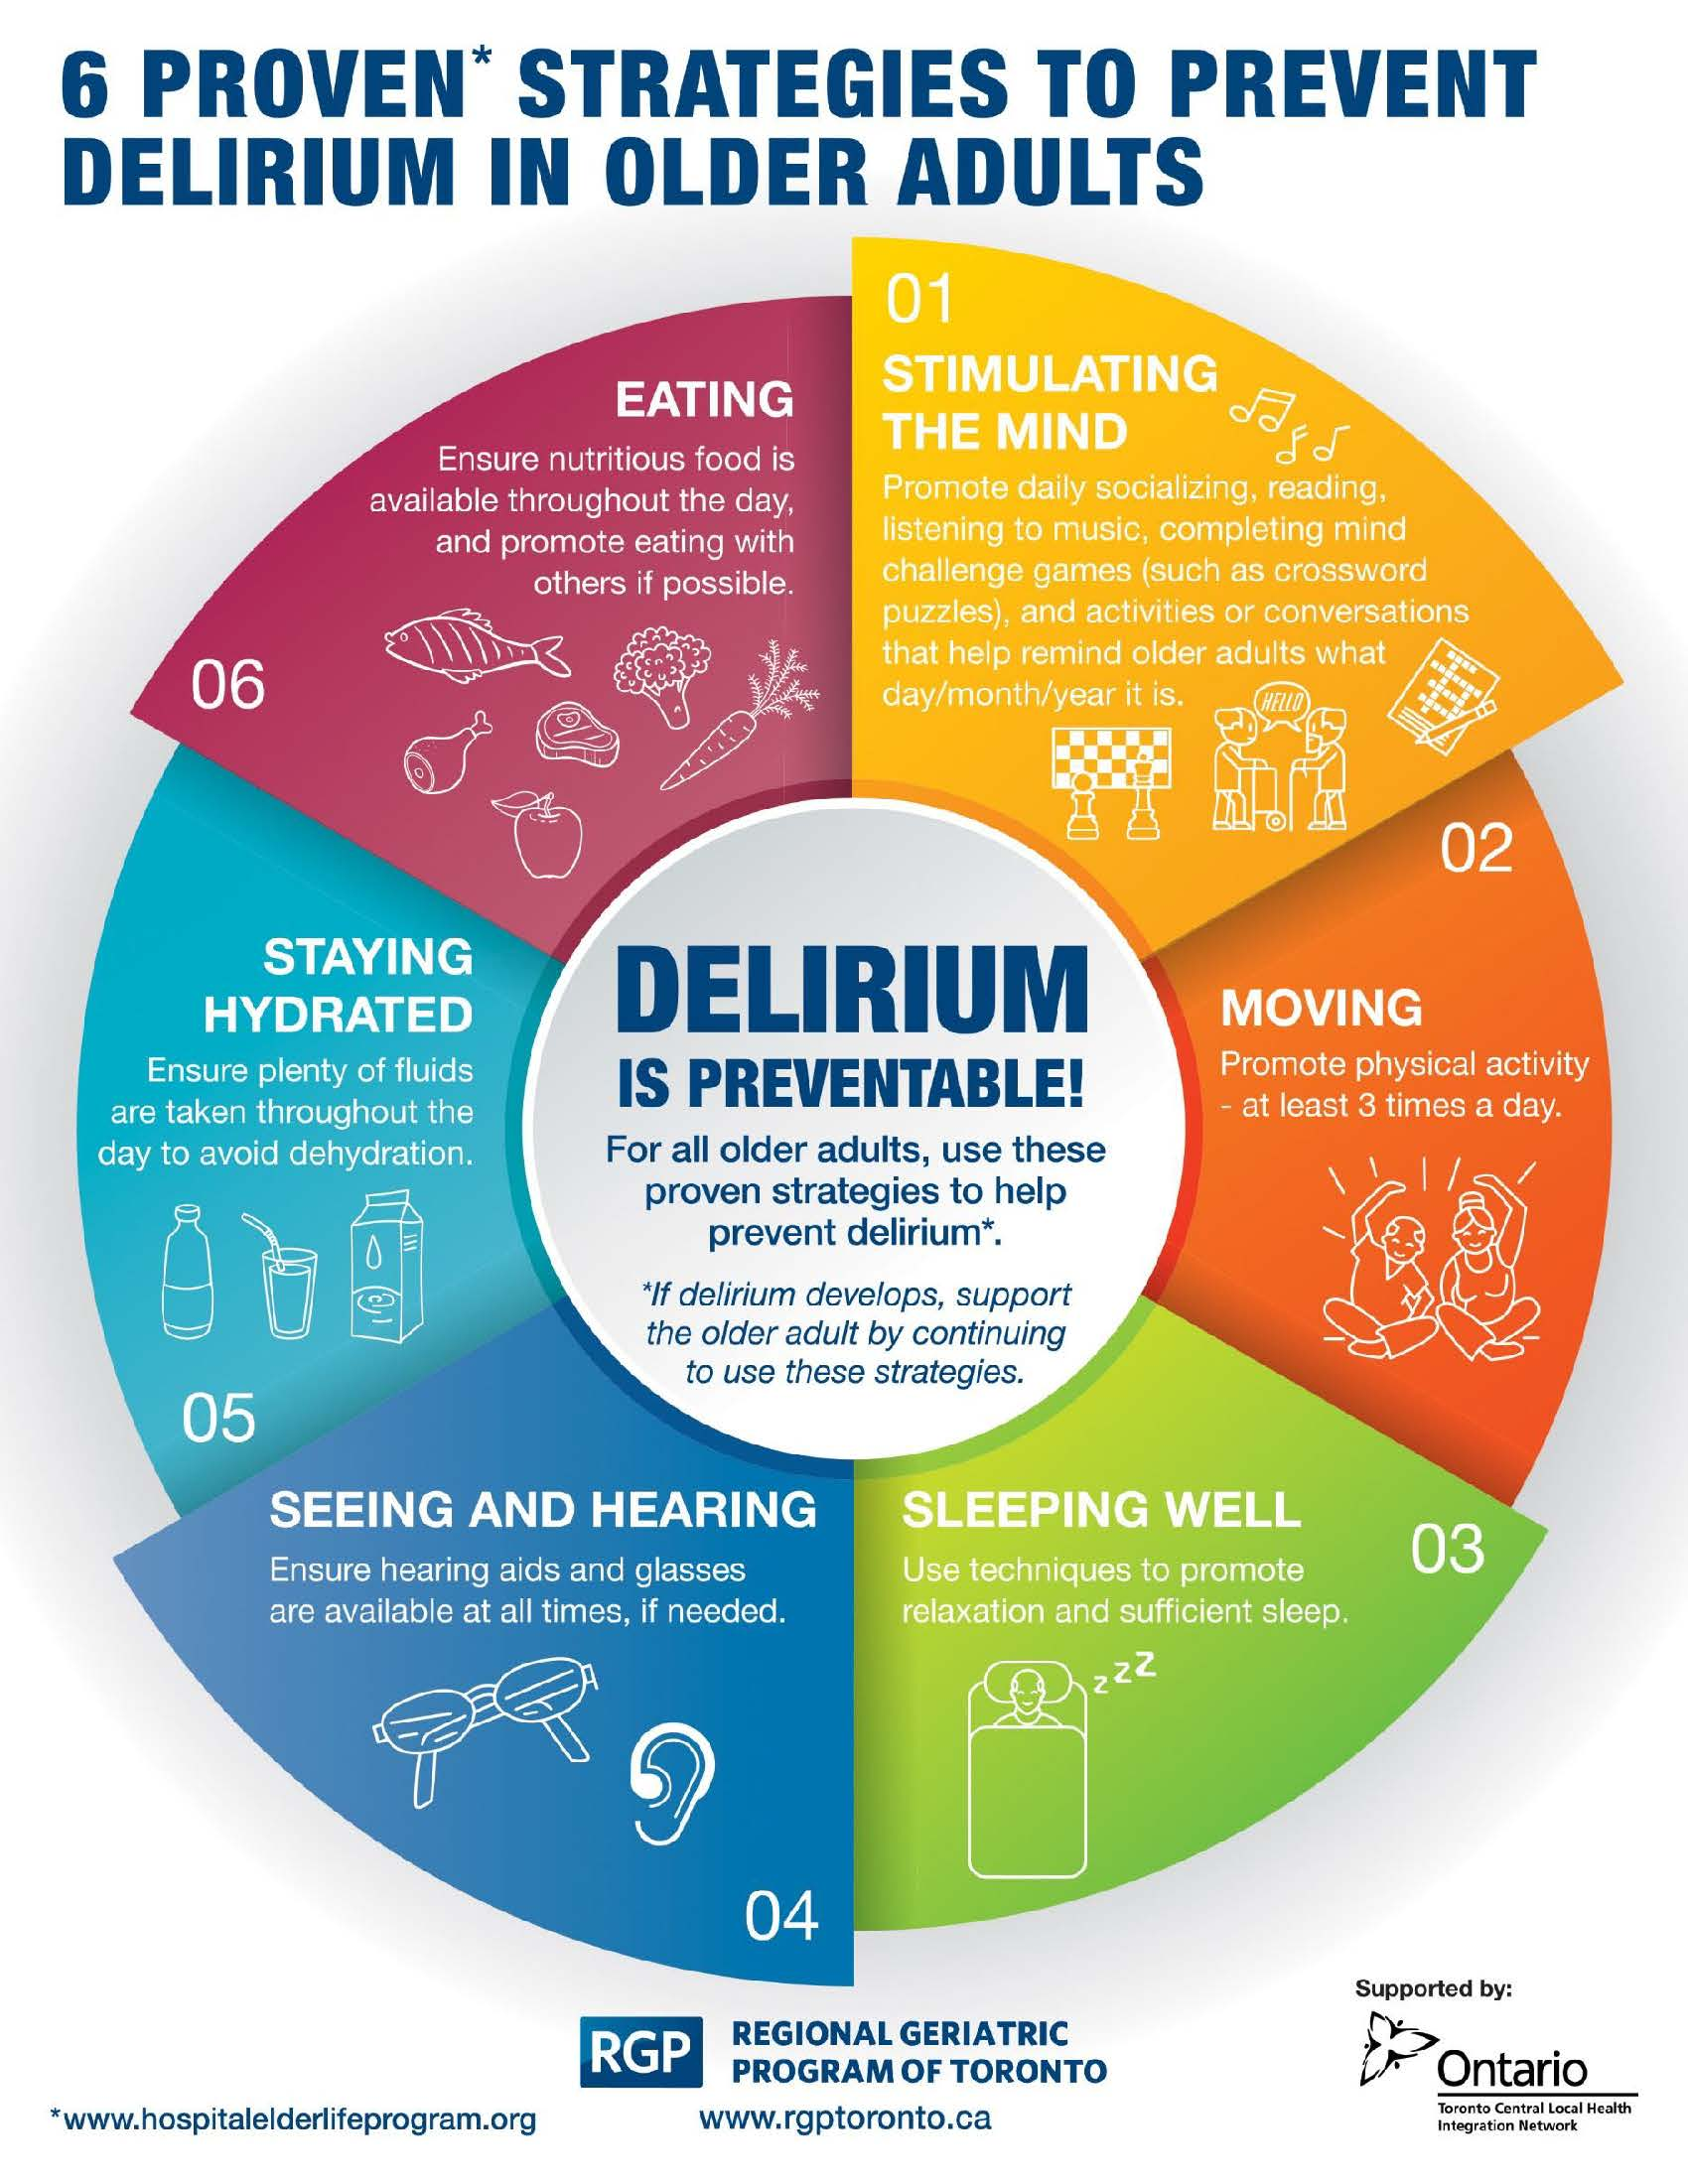 6 PROVEN* STRATEGIES TO PREVENT
DELIRIUM IN OLDER ADULTS
01
STIMULATING
THE MIND
Promote daily socializing, reading,
listening to music, completing mind
challenge games (such as crossword
puzzles), and activities or conversations
that help remind older adults what
day/month/year it is.
HELLO
02
MOVING
Promote physical activity
- at least 3 times a day.
03
SLEEPING WELL
Use techniques to promote
relaxation and sufficient sleep.
zzZ
04
SEEING AND HEARING
Ensure hearing aids and glasses
are available at all times, if needed.
05
STAYING
HYDRATED
Ensure plenty of fluids
are taken throughout the
day to avoid dehydration.
06
EATING
Ensure nutritious food is
available throughout the day,
and promote eating with
others if possible.
DELIRIUM
IS PREVENTABLE!
For all older adults, use these
proven strategies to help
prevent delirium*.
*If delirium develops, support
the older adult by continuing
to use these strategies.
*www.hospitalelderlifeprogram.org
RGP
REGIONAL GERIATRIC
PROGRAM OF TORONTO
www.rgptoronto.ca
Supported by:
Ontario
Toronto Central Local Health
Integration Network